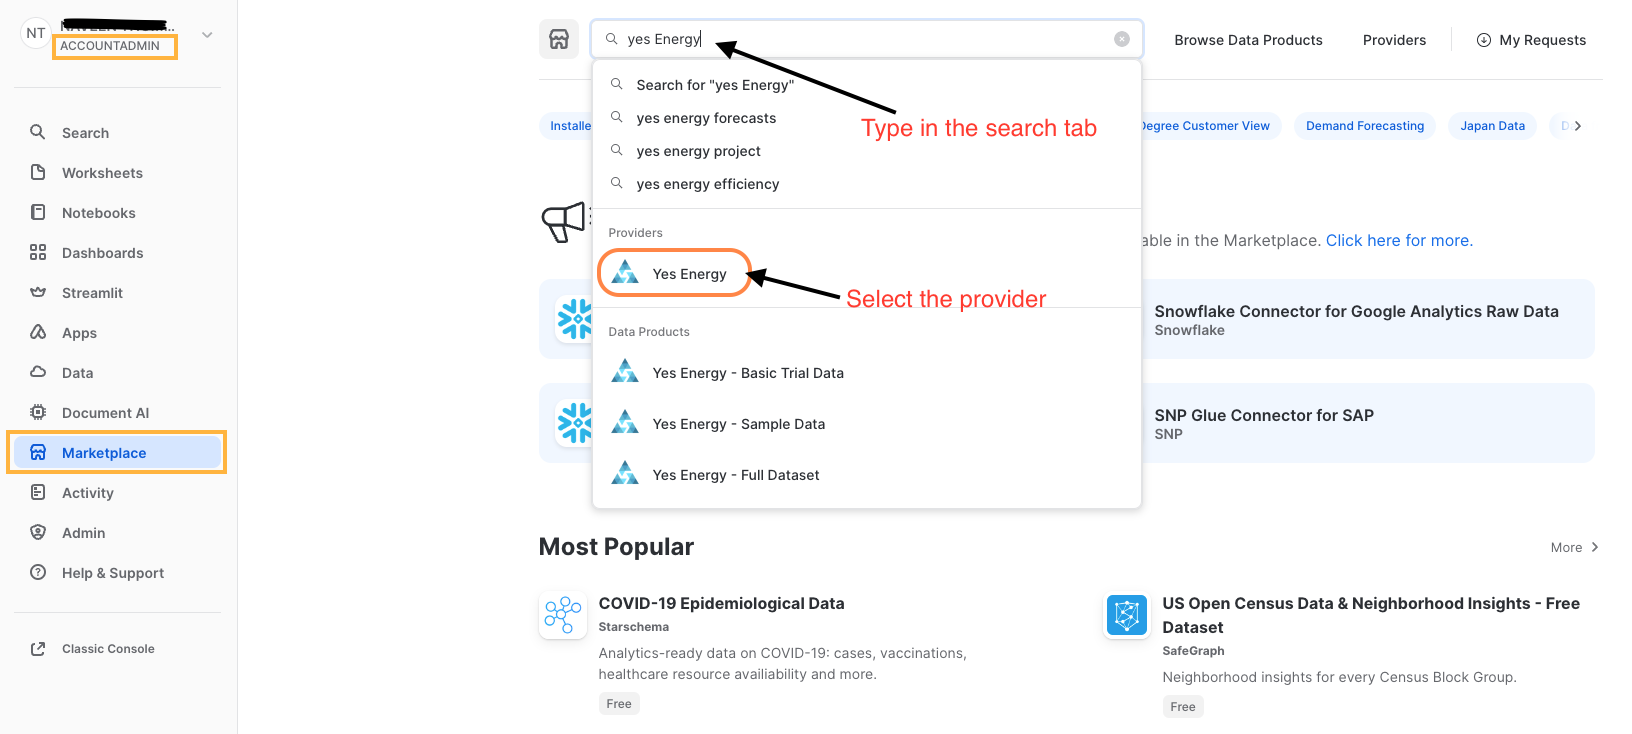 NT
ACCOUNTADMIN
Search
Worksheets
Notebooks
Dashboards
Streamlit
Apps
Data
Document AI
Marketplace
Activity
Admin
Help & Support
Classic Console
yes Energy
Browse Data Products
Providers
My Requests
Search for "yes Energy"
yes energy forecasts
yes energy project
yes energy efficiency
Type in the search tab
Installe
Degree Customer View
Demand Forecasting
Japan Data
D
Providers
Yes Energy
Select the provider
able in the Marketplace. Click here for more.
Data Products
Yes Energy - Basic Trial Data
Yes Energy - Sample Data
Yes Energy - Full Dataset
Snowflake Connector for Google Analytics Raw Data
Snowflake
SNP Glue Connector for SAP
SNP
Most Popular
More
COVID-19 Epidemiological Data
Starschema
Analytics-ready data on COVID-19: cases, vaccinations,
healthcare resource availiability and more.
Free
US Open Census Data & Neighborhood Insights - Free
Dataset
SafeGraph
Neighborhood insights for every Census Block Group.
Free